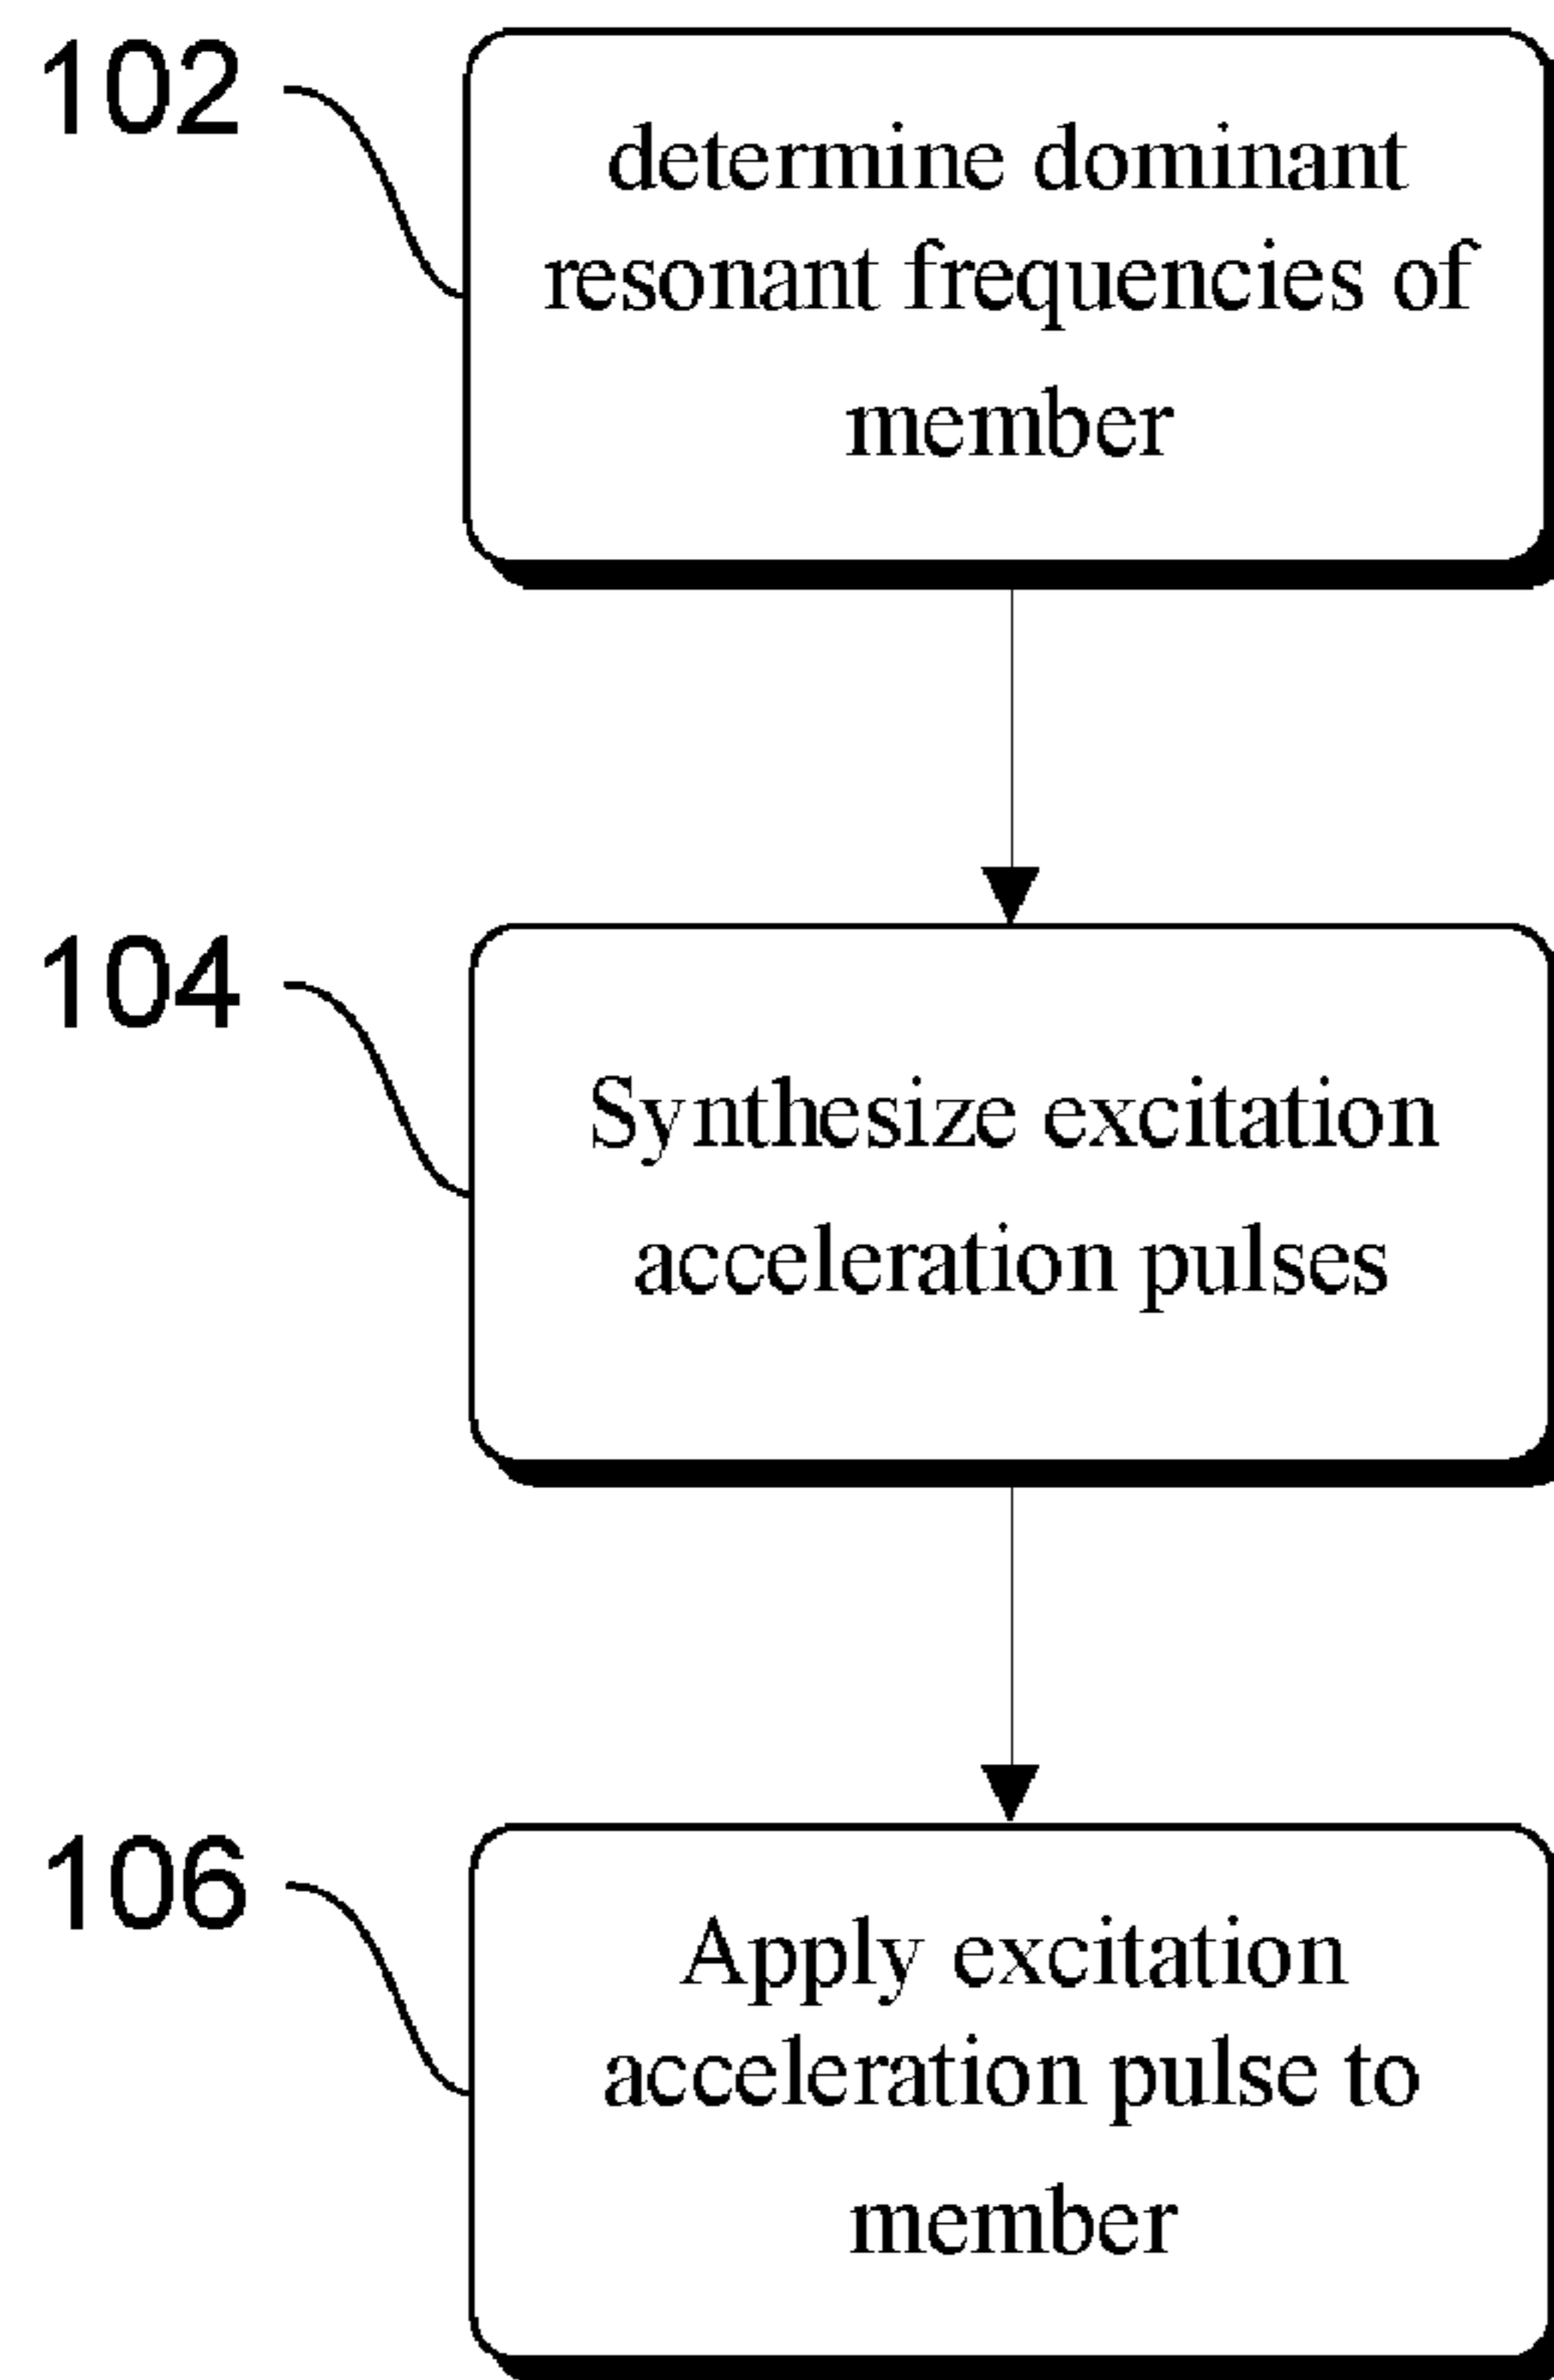 102
determine dominant
resonant frequencies of
member
104
Synthesize excitation
acceleration pulses
106
Apply excitation
acceleration pulse to
member